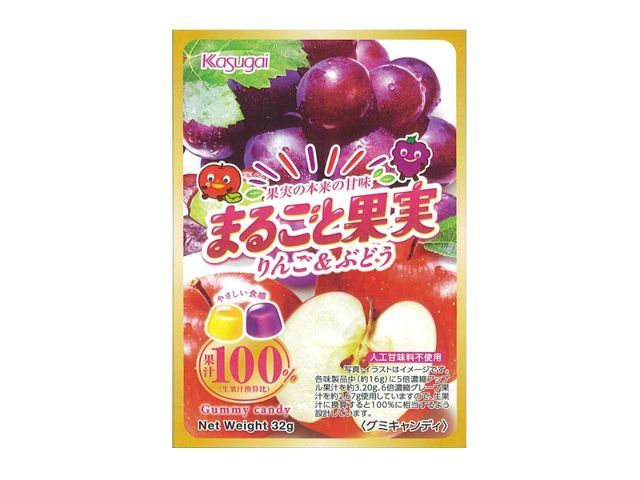 Kasugai
果実の本来の甘味
まるごと果実
りんご&ぶどう
やさしい食感
果汁100%
(生果汁換算比)
Gummy candy
Net Weight 32g
人工甘味料不使用
写真・イラストはイメージです。
各味製品中(約16g)に5倍濃縮アップ
ル果汁を約3.20g、6倍濃縮グレープ果
汁を約2.67g使用していますので、生果
汁に換算すると100%に相当するよう
設計しています。
〈グミキャンディ〉